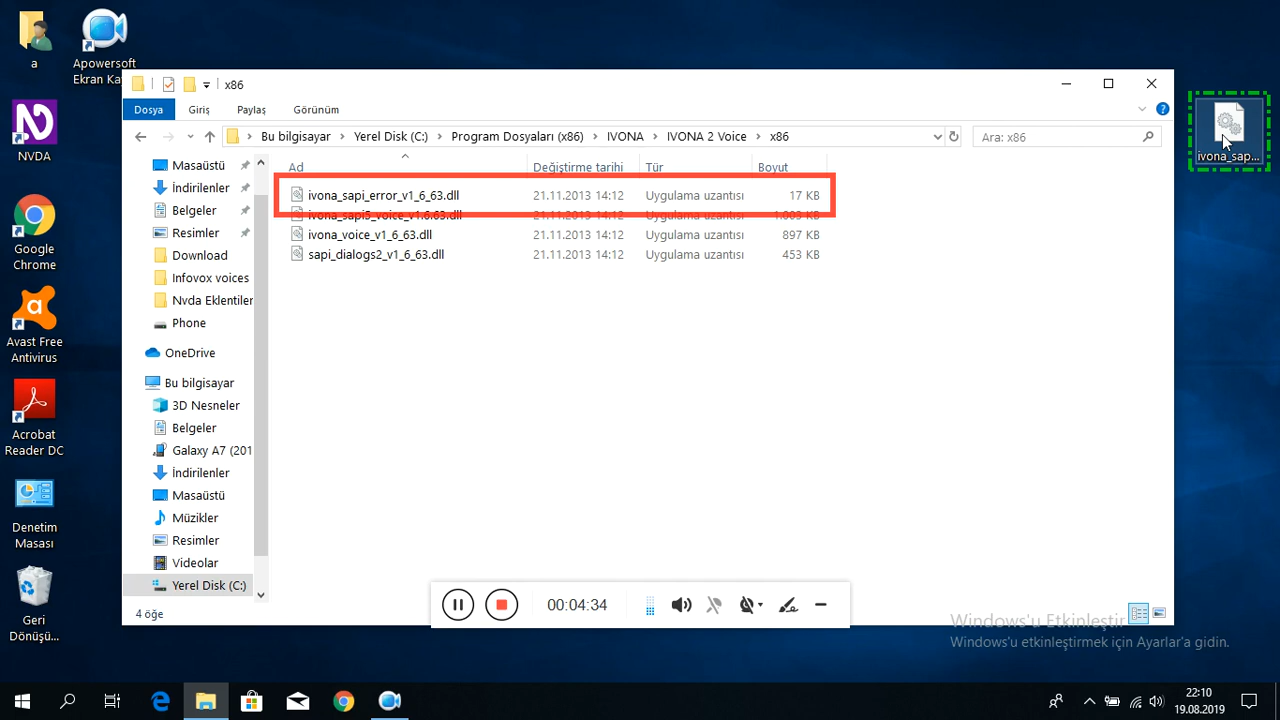 a
Apowersoft
Ekran Ka
NVDA
Google
Chrome
Avast Free
Antivirus
Acrobat
Reader DC
Denetim
Masası
Geri
Dönüşü...
x86
Dosya
Giriş
Paylaş
Görünüm
Bu bilgisayar > Yerel Disk (C:) > Program Dosyaları (x86) > IVONA > IVONA 2 Voice > x86
Ara: x86
Masaüstü
İndirilenler
Belgeler
Resimler
Download
Infovox voices
Nvda Eklentiler
Phone
OneDrive
Bu bilgisayar
3D Nesneler
Belgeler
Galaxy A7 (201
İndirilenler
Masaüstü
Müzikler
Resimler
Videolar
Yerel Disk (C:)
Ad Değiştirme tarihi Tür Boyut
ivona_sapi_error_v1_6_63.dll 21.11.2013 14:12 Uygulama uzantısı 17 KB
ivona_sapi5_voice_v1.6.63.dll 21.11.2013 14:12 Uygulama uzantısı 1.003 KB
ivona_voice_v1_6_63.dll 21.11.2013 14:12 Uygulama uzantısı 897 KB
sapi_dialogs2_v1_6_63.dll 21.11.2013 14:12 Uygulama uzantısı 453 KB
4 öğe
ivona_sap...
00:04:34
Windows'u Etkinleştir
Windows'u etkinleştirmek için Ayarlar'a gidin.
22:10
19.08.2019